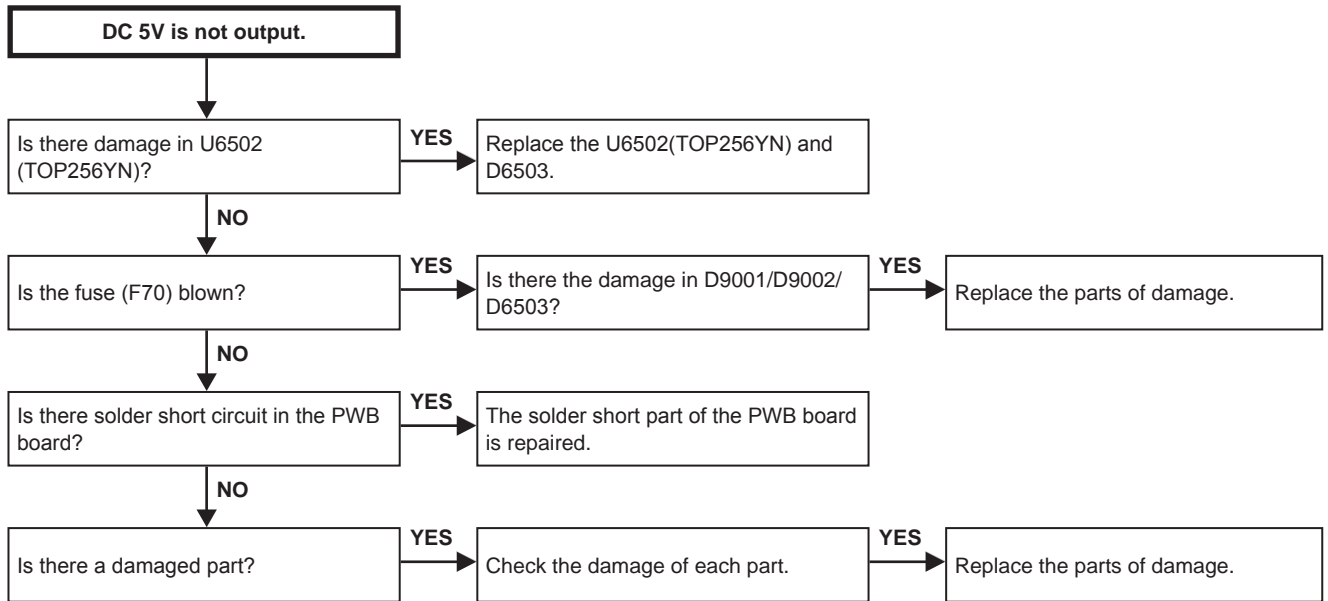 DC 5V is not output.
Is there damage in U6502
(TOP256YN)?
YES
Replace the U6502(TOP256YN) and
D6503.
NO
Is the fuse (F70) blown?
YES
Is there the damage in D9001/D9002/
D6503?
YES
Replace the parts of damage.
NO
Is there solder short circuit in the PWB
board?
YES
The solder short part of the PWB board
is repaired.
NO
Is there a damaged part?
YES
Check the damage of each part.
YES
Replace the parts of damage.